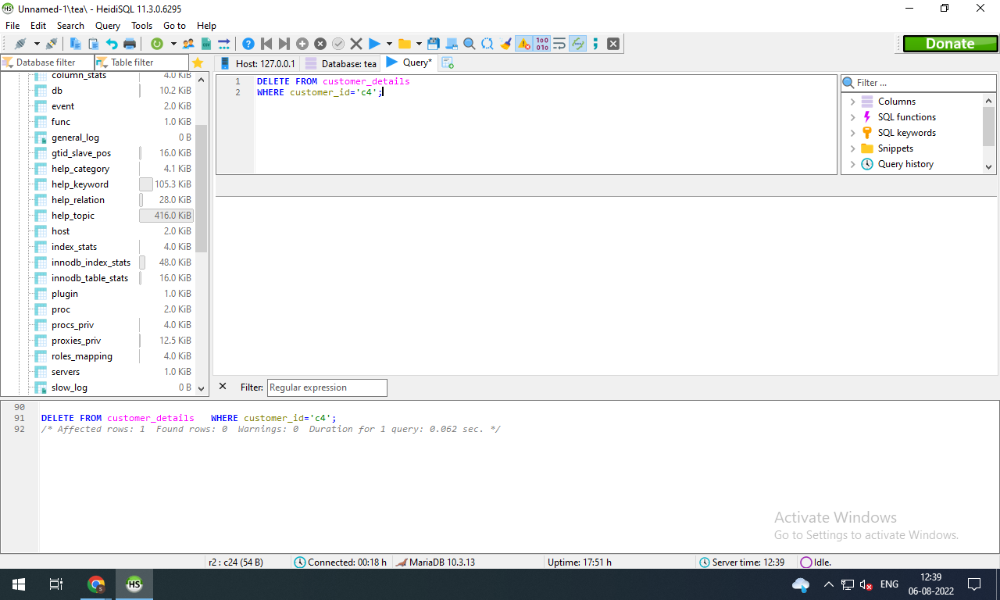 Unnamed-1\tea\ - HeidiSQL 11.3.0.6295
File Edit Search Query Tools Go to Help
Donate
Database filter Table filter Host: 127.0.0.1 Database: tea Query*
column_stats 4.0 KiB
db 10.2 KiB
event 2.0 KiB
func 1.0 KiB
general_log 0 B
gtid_slave_pos 16.0 KiB
help_category 4.1 KiB
help_keyword 105.3 KiB
help_relation 28.0 KiB
help_topic 416.0 KiB
host 2.0 KiB
index_stats 4.0 KiB
innodb_index_stats 48.0 KiB
innodb_table_stats 16.0 KiB
plugin 1.0 KiB
proc 2.0 KiB
procs_priv 4.0 KiB
proxies_priv 12.5 KiB
roles_mapping 4.0 KiB
servers 1.0 KiB
slow_log 0 B
1 DELETE FROM customer_details
2 WHERE customer_id='c4';
Filter ...
Columns
SQL functions
SQL keywords
Snippets
Query history
Filter: Regular expression
90
91 DELETE FROM customer_details WHERE customer_id='c4';
92 /* Affected rows: 1 Found rows: 0 Warnings: 0 Duration for 1 query: 0.062 sec. */
Activate Windows
Go to Settings to activate Windows.
r2 : c24 (54 B) Connected: 00:18 h MariaDB 10.3.13 Uptime: 17:51 h Server time: 12:39 Idle.
HS ENG 12:39
06-08-2022